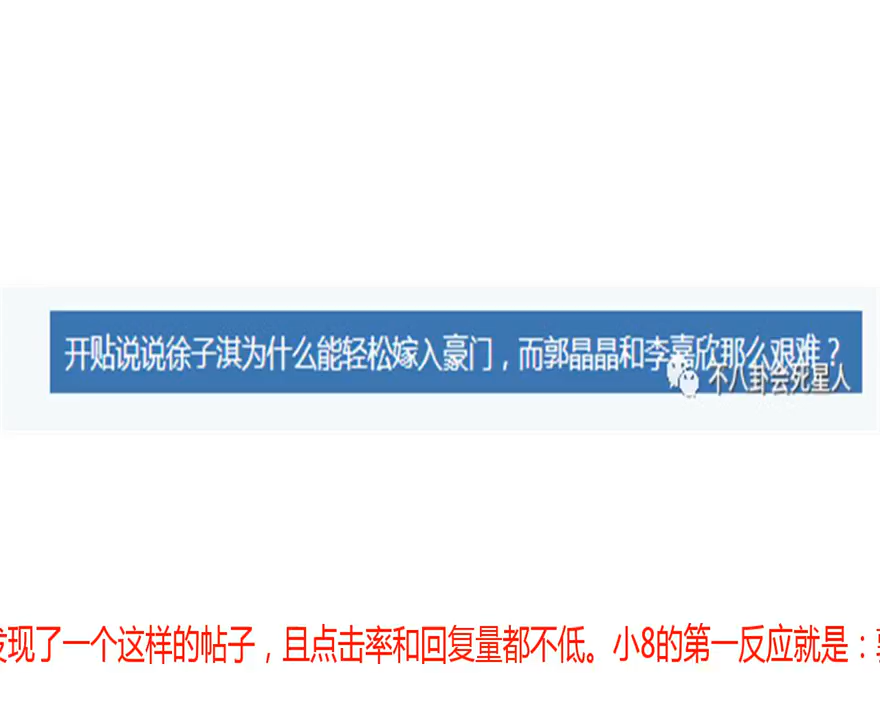 开贴说说徐子淇为什么能轻松嫁入豪门，而郭晶晶和李嘉欣那么艰难？
不八卦会死星人
发现了一个这样的帖子，且点击率和回复量都不低。小8的第一反应就是：